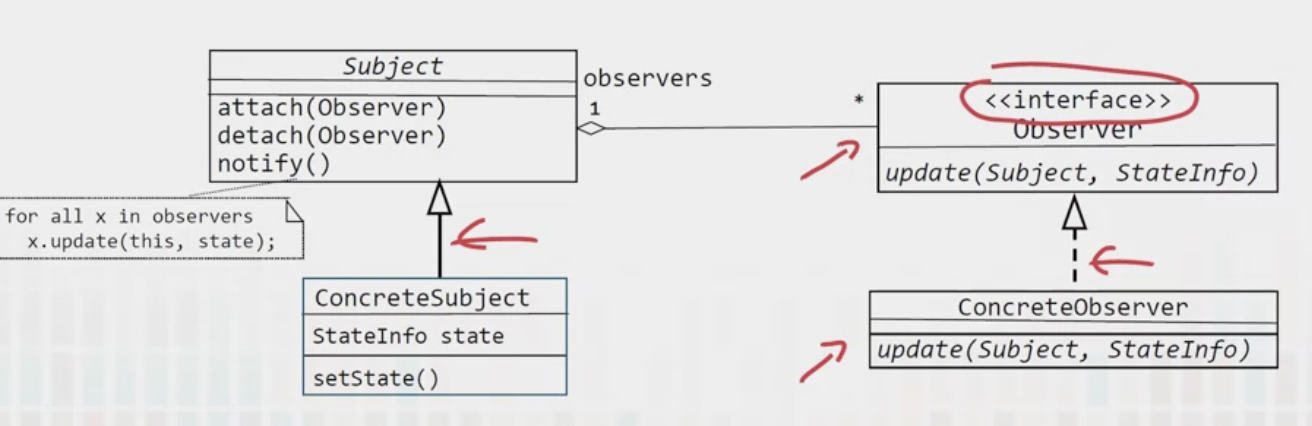 Subject
attach(Observer)
detach(Observer)
notify()
for all x in observers
x.update(this, state);
ConcreteSubject
StateInfo state
setState()
observers
1
*
<<interface>>
Observer
update(Subject, StateInfo)
ConcreteObserver
update(Subject, StateInfo)